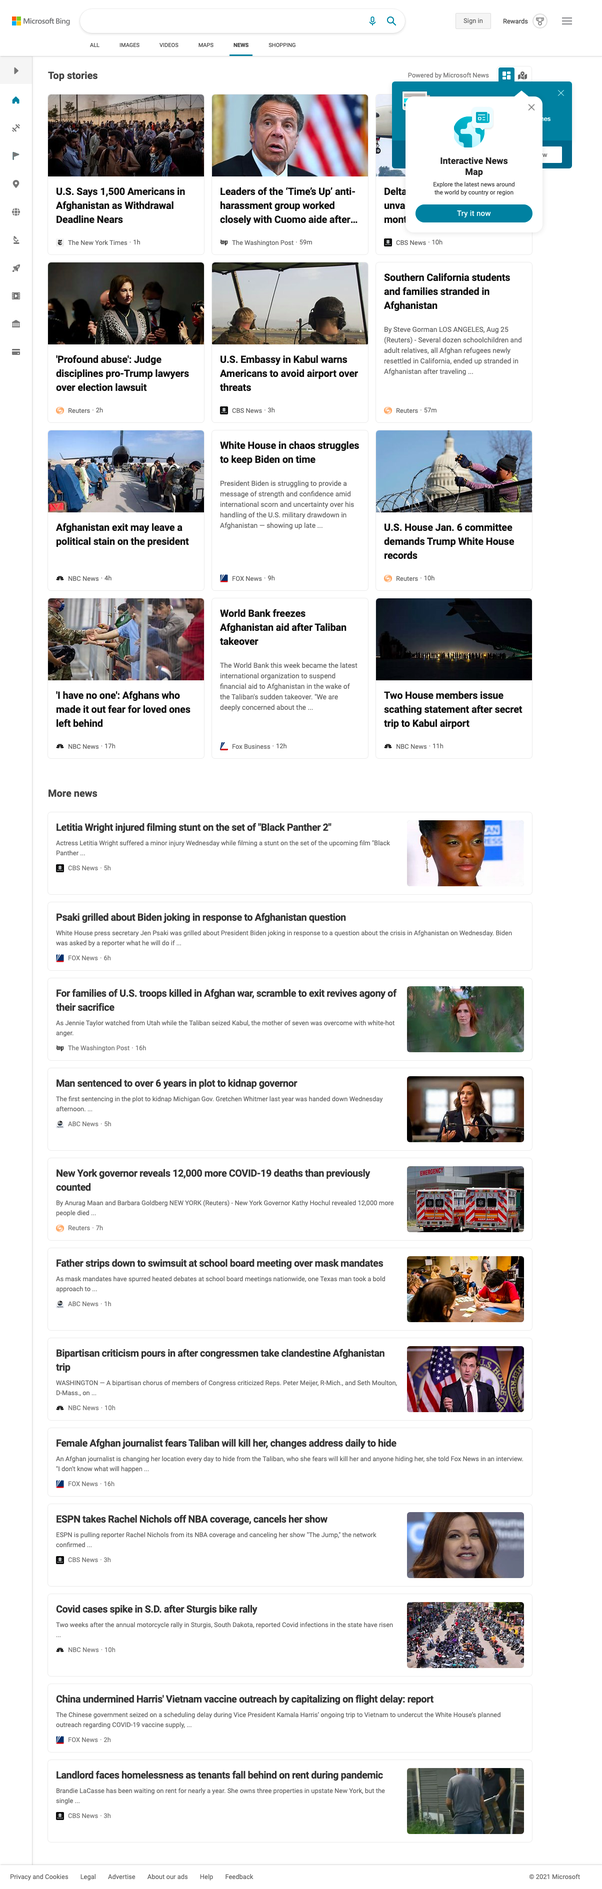 Microsoft Bing
Sign in
Rewards
ALL IMAGES VIDEOS MAPS NEWS SHOPPING
Top stories
Powered by Microsoft News
Interactive News
Map
Explore the latest news around
the world by country or region
Try it now
U.S. Says 1,500 Americans in
Afghanistan as Withdrawal
Deadline Nears
The New York Times · 1h
Leaders of the 'Time's Up' anti-
harassment group worked
closely with Cuomo aide after...
The Washington Post · 59m
Delta
unva
mont
CBS News · 10h
'Profound abuse': Judge
disciplines pro-Trump lawyers
over election lawsuit
Reuters · 2h
U.S. Embassy in Kabul warns
Americans to avoid airport over
threats
CBS News · 3h
Southern California students
and families stranded in
Afghanistan
By Steve Gorman LOS ANGELES, Aug 25
(Reuters) - Several dozen schoolchildren and
adult relatives, all Afghan refugees newly
resettled in California, ended up stranded in
Afghanistan after traveling ...
Reuters · 57m
Afghanistan exit may leave a
political stain on the president
NBC News · 4h
White House in chaos struggles
to keep Biden on time
President Biden is struggling to provide a
message of strength and confidence amid
international scorn and uncertainty over his
handling of the U.S. military drawdown in
Afghanistan — showing up late ...
FOX News · 9h
U.S. House Jan. 6 committee
demands Trump White House
records
Reuters · 10h
'I have no one': Afghans who
made it out fear for loved ones
left behind
NBC News · 17h
World Bank freezes
Afghanistan aid after Taliban
takeover
The World Bank this week became the latest
international organization to suspend
financial aid to Afghanistan in the wake of
the Taliban's sudden takeover. "We are
deeply concerned about the ...
Fox Business · 12h
Two House members issue
scathing statement after secret
trip to Kabul airport
NBC News · 11h
More news
Letitia Wright injured filming stunt on the set of "Black Panther 2"
Actress Letitia Wright suffered a minor injury Wednesday while filming a stunt on the set of the upcoming film "Black
Panther ...
CBS News · 5h
Psaki grilled about Biden joking in response to Afghanistan question
White House press secretary Jen Psaki was grilled about President Biden joking in response to a question about the crisis in Afghanistan on Wednesday. Biden
was asked by a reporter what he will do if ...
FOX News · 6h
For families of U.S. troops killed in Afghan war, scramble to exit revives agony of
their sacrifice
As Jennie Taylor watched from Utah while the Taliban seized Kabul, the mother of seven was overcome with white-hot
anger.
The Washington Post · 16h
Man sentenced to over 6 years in plot to kidnap governor
The first sentencing in the plot to kidnap Michigan Gov. Gretchen Whitmer last year was handed down Wednesday
afternoon. ...
ABC News · 5h
New York governor reveals 12,000 more COVID-19 deaths than previously
counted
By Anurag Maan and Barbara Goldberg NEW YORK (Reuters) - New York Governor Kathy Hochul revealed 12,000 more
people died ...
Reuters · 7h
EMERGENCY
Father strips down to swimsuit at school board meeting over mask mandates
As mask mandates have spurred heated debates at school board meetings nationwide, one Texas man took a bold
approach to ...
ABC News · 1h
Bipartisan criticism pours in after congressmen take clandestine Afghanistan
trip
WASHINGTON — A bipartisan chorus of members of Congress criticized Reps. Peter Meijer, R-Mich., and Seth Moulton,
D-Mass., on ...
NBC News · 10h
Female Afghan journalist fears Taliban will kill her, changes address daily to hide
An Afghan journalist is changing her location every day to hide from the Taliban, who she fears will kill her and anyone hiding her, she told Fox News in an interview.
"I don't know what will happen ...
FOX News · 16h
ESPN takes Rachel Nichols off NBA coverage, cancels her show
ESPN is pulling reporter Rachel Nichols from its NBA coverage and canceling her show "The Jump," the network
confirmed ...
CBS News · 3h
Covid cases spike in S.D. after Sturgis bike rally
Two weeks after the annual motorcycle rally in Sturgis, South Dakota, reported Covid infections in the state have risen
...
NBC News · 10h
China undermined Harris' Vietnam vaccine outreach by capitalizing on flight delay: report
The Chinese government seized on a scheduling delay during Vice President Kamala Harris' ongoing trip to Vietnam to undercut the White House's planned
outreach regarding COVID-19 vaccine supply, ...
FOX News · 2h
Landlord faces homelessness as tenants fall behind on rent during pandemic
Brandie LaCasse has been waiting on rent for nearly a year. She owns three properties in upstate New York, but the
single ...
CBS News · 3h
Privacy and Cookies Legal Advertise About our ads Help Feedback
© 2021 Microsoft